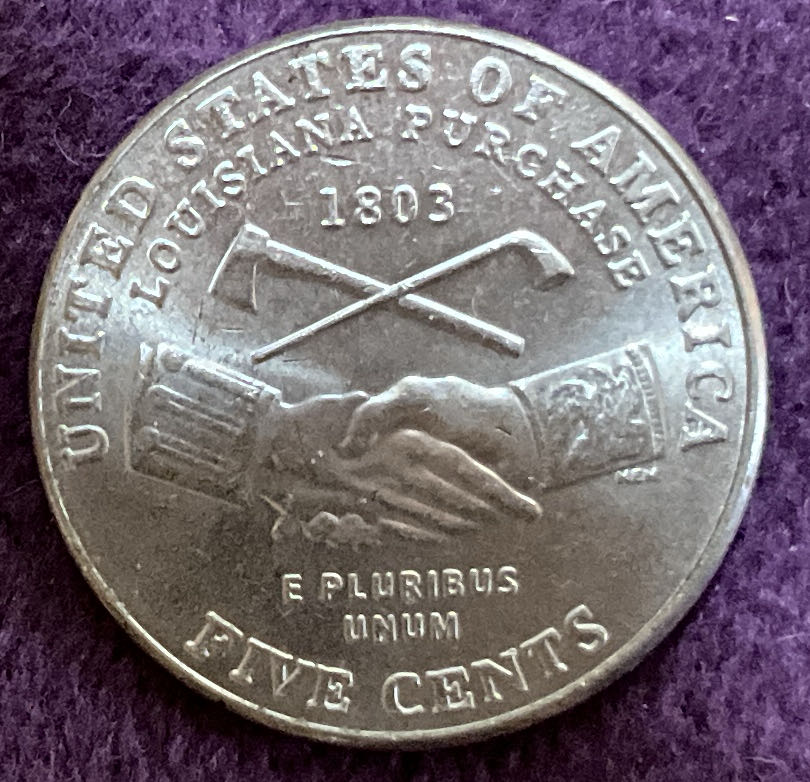 UNITED STATES OF AMERICA
LOUISIANA PURCHASE
1803
E PLURIBUS
UNUM
FIVE CENTS